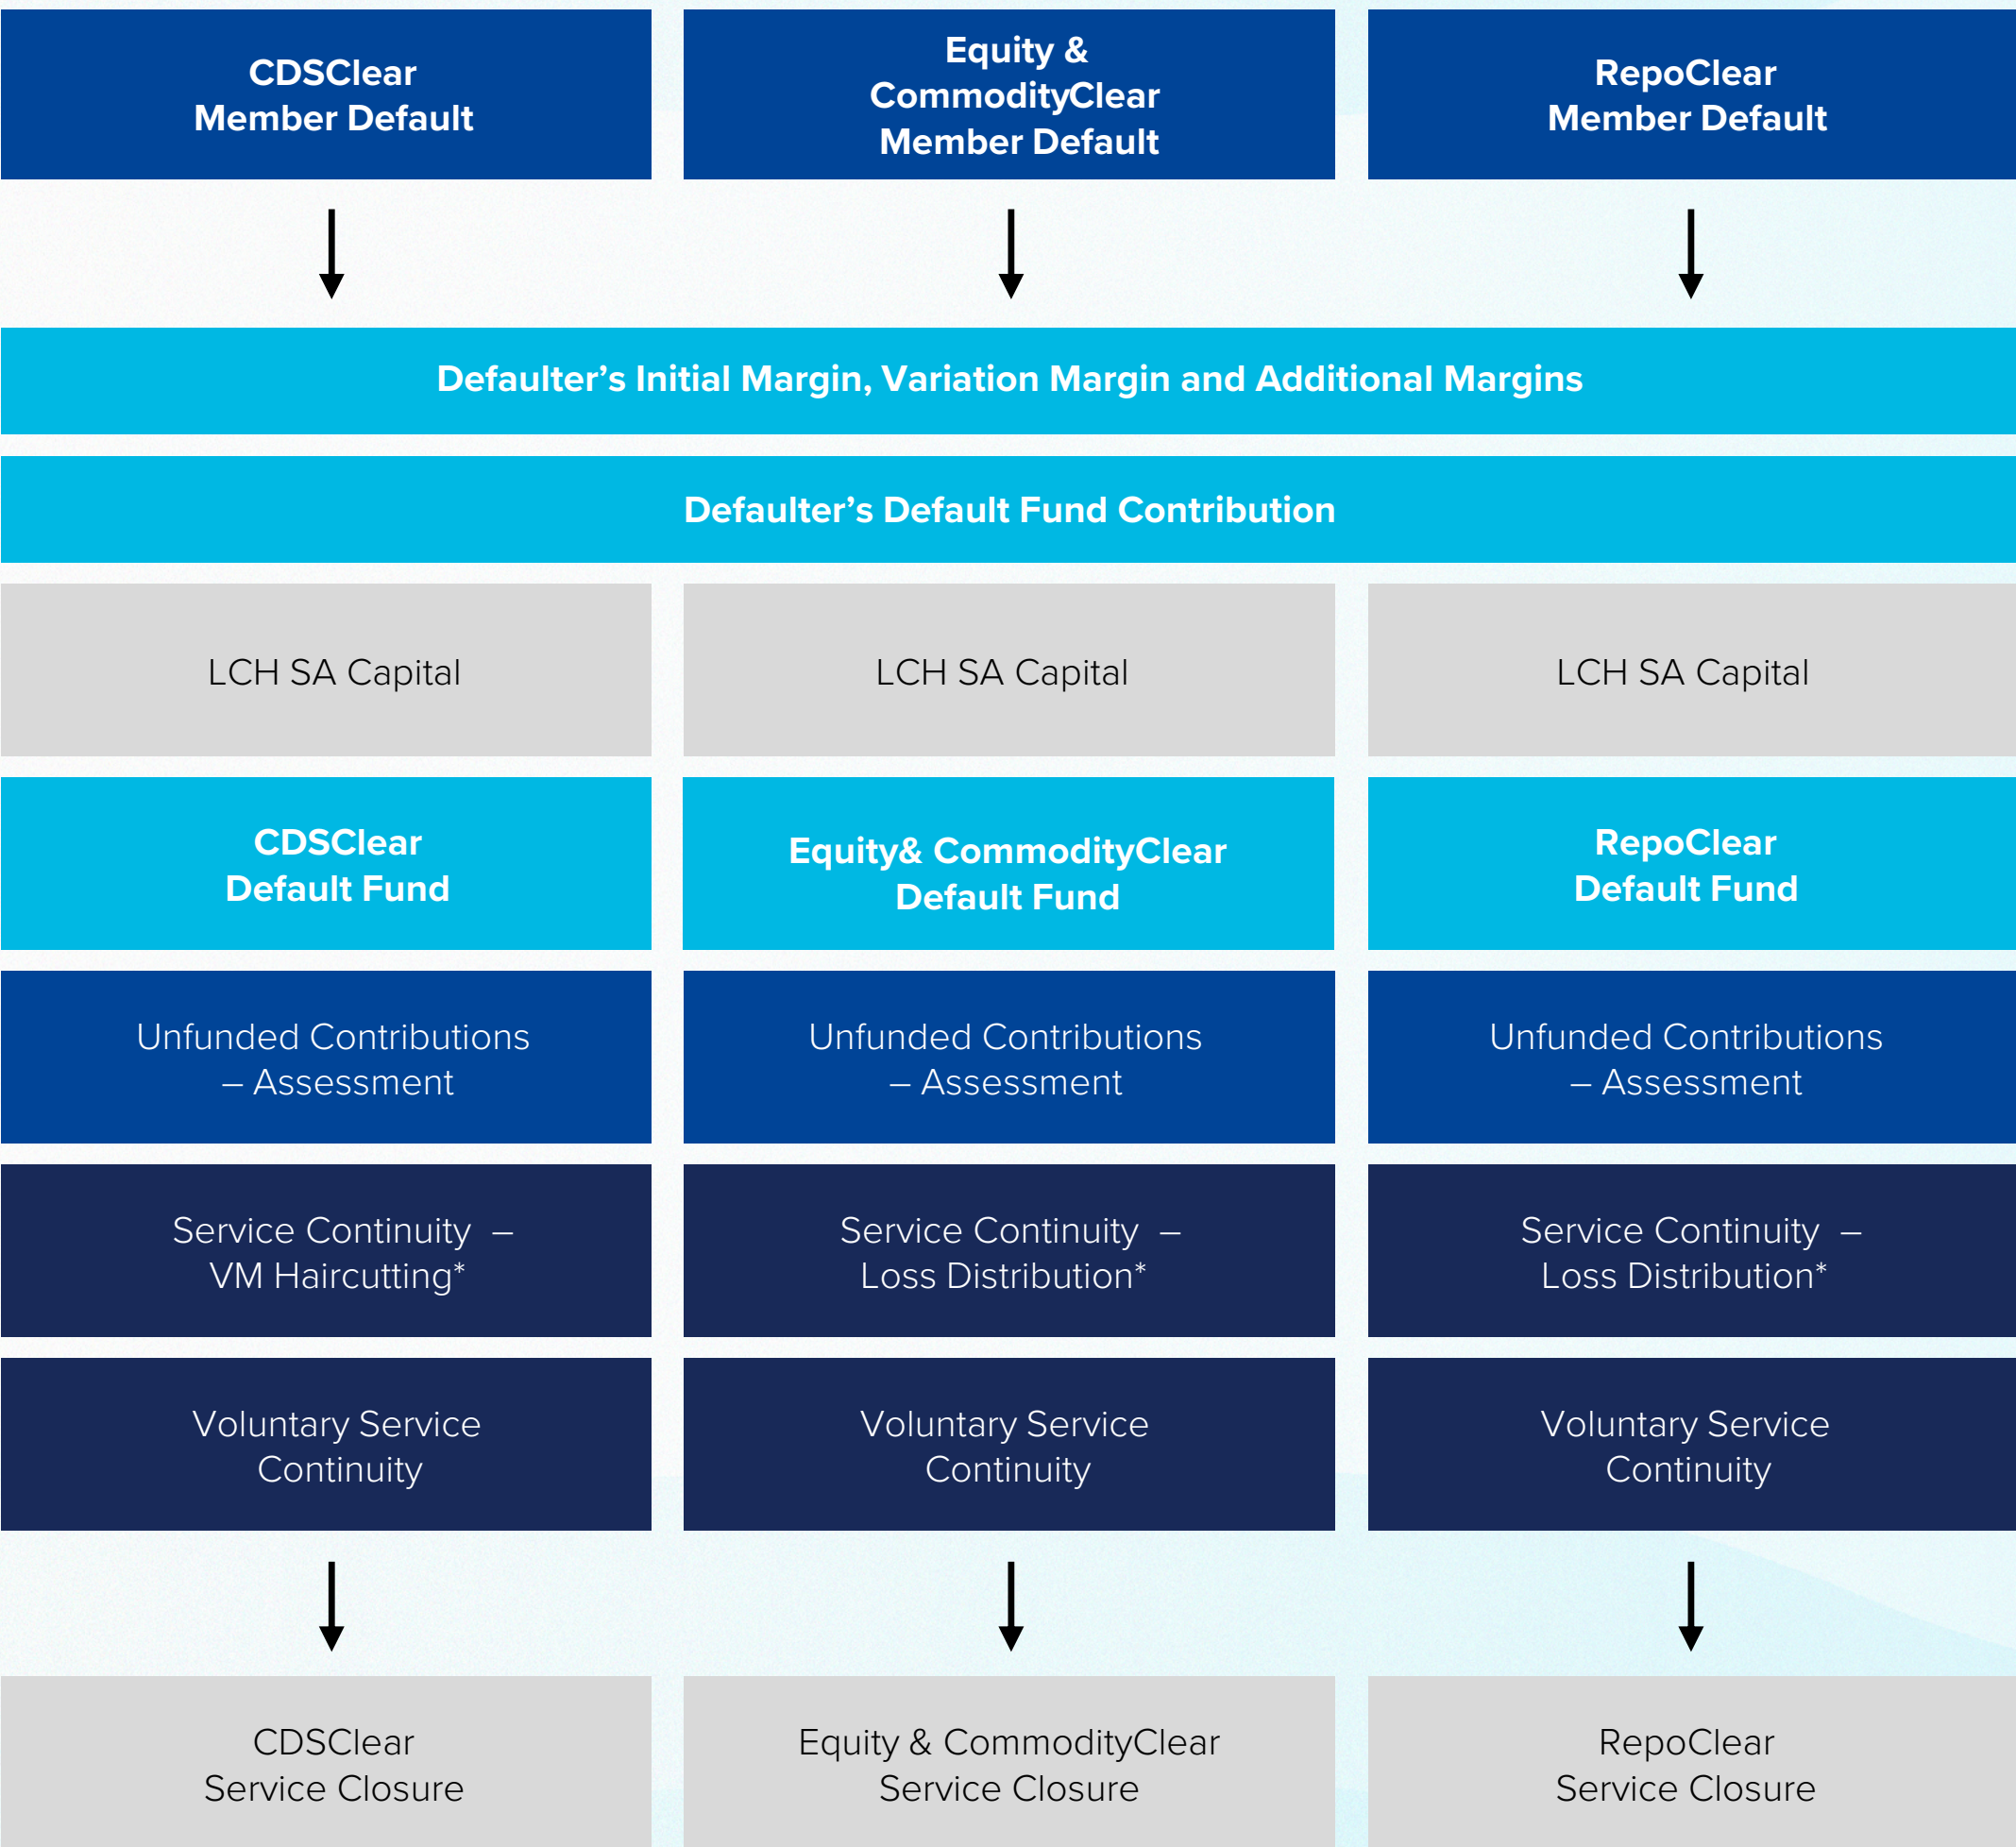 CDSClear
Member Default
Equity &
CommodityClear
Member Default
RepoClear
Member Default
Defaulter’s Initial Margin, Variation Margin and Additional Margins
Defaulter’s Default Fund Contribution
LCH SA Capital
LCH SA Capital
LCH SA Capital
CDSClear
Default Fund
Equity& CommodityClear
Default Fund
RepoClear
Default Fund
Unfunded Contributions
– Assessment
Unfunded Contributions
– Assessment
Unfunded Contributions
– Assessment
Service Continuity –
VM Haircutting*
Service Continuity –
Loss Distribution*
Service Continuity –
Loss Distribution*
Voluntary Service
Continuity
Voluntary Service
Continuity
Voluntary Service
Continuity
CDSClear
Service Closure
Equity & CommodityClear
Service Closure
RepoClear
Service Closure